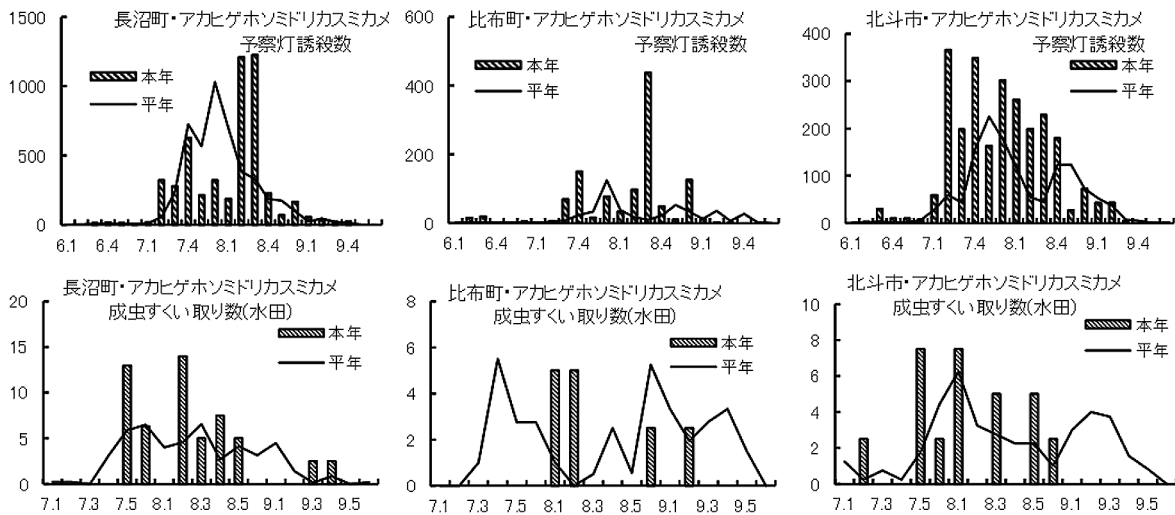 長沼町・アカヒゲホソミドリカスミカメ
予察灯誘殺数
1500
1000
500
0
本年
平年
6.1 6.4 7.1 7.4 8.1 8.4 9.1 9.4
比布町・アカヒゲホソミドリカスミカメ
予察灯誘殺数
600
400
200
0
本年
平年
6.1 6.4 7.1 7.4 8.1 8.4 9.1 9.4
北斗市・アカヒゲホソミドリカスミカメ
予察灯誘殺数
400
300
200
100
0
本年
平年
6.1 6.4 7.1 7.4 8.1 8.4 9.1 9.4
長沼町・アカヒゲホソミドリカスミカメ
成虫すくい取り数(水田)
20
15
10
5
0
本年
平年
7.1 7.3 7.5 8.1 8.3 8.5 9.1 9.3 9.5
比布町・アカヒゲホソミドリカスミカメ
成虫すくい取り数(水田)
8
6
4
2
0
本年
平年
7.1 7.3 7.5 8.1 8.3 8.5 9.1 9.3 9.5
北斗市・アカヒゲホソミドリカスミカメ
成虫すくい取り数(水田)
10
8
6
4
2
0
本年
平年
7.1 7.3 7.5 8.1 8.3 8.5 9.1 9.3 9.5